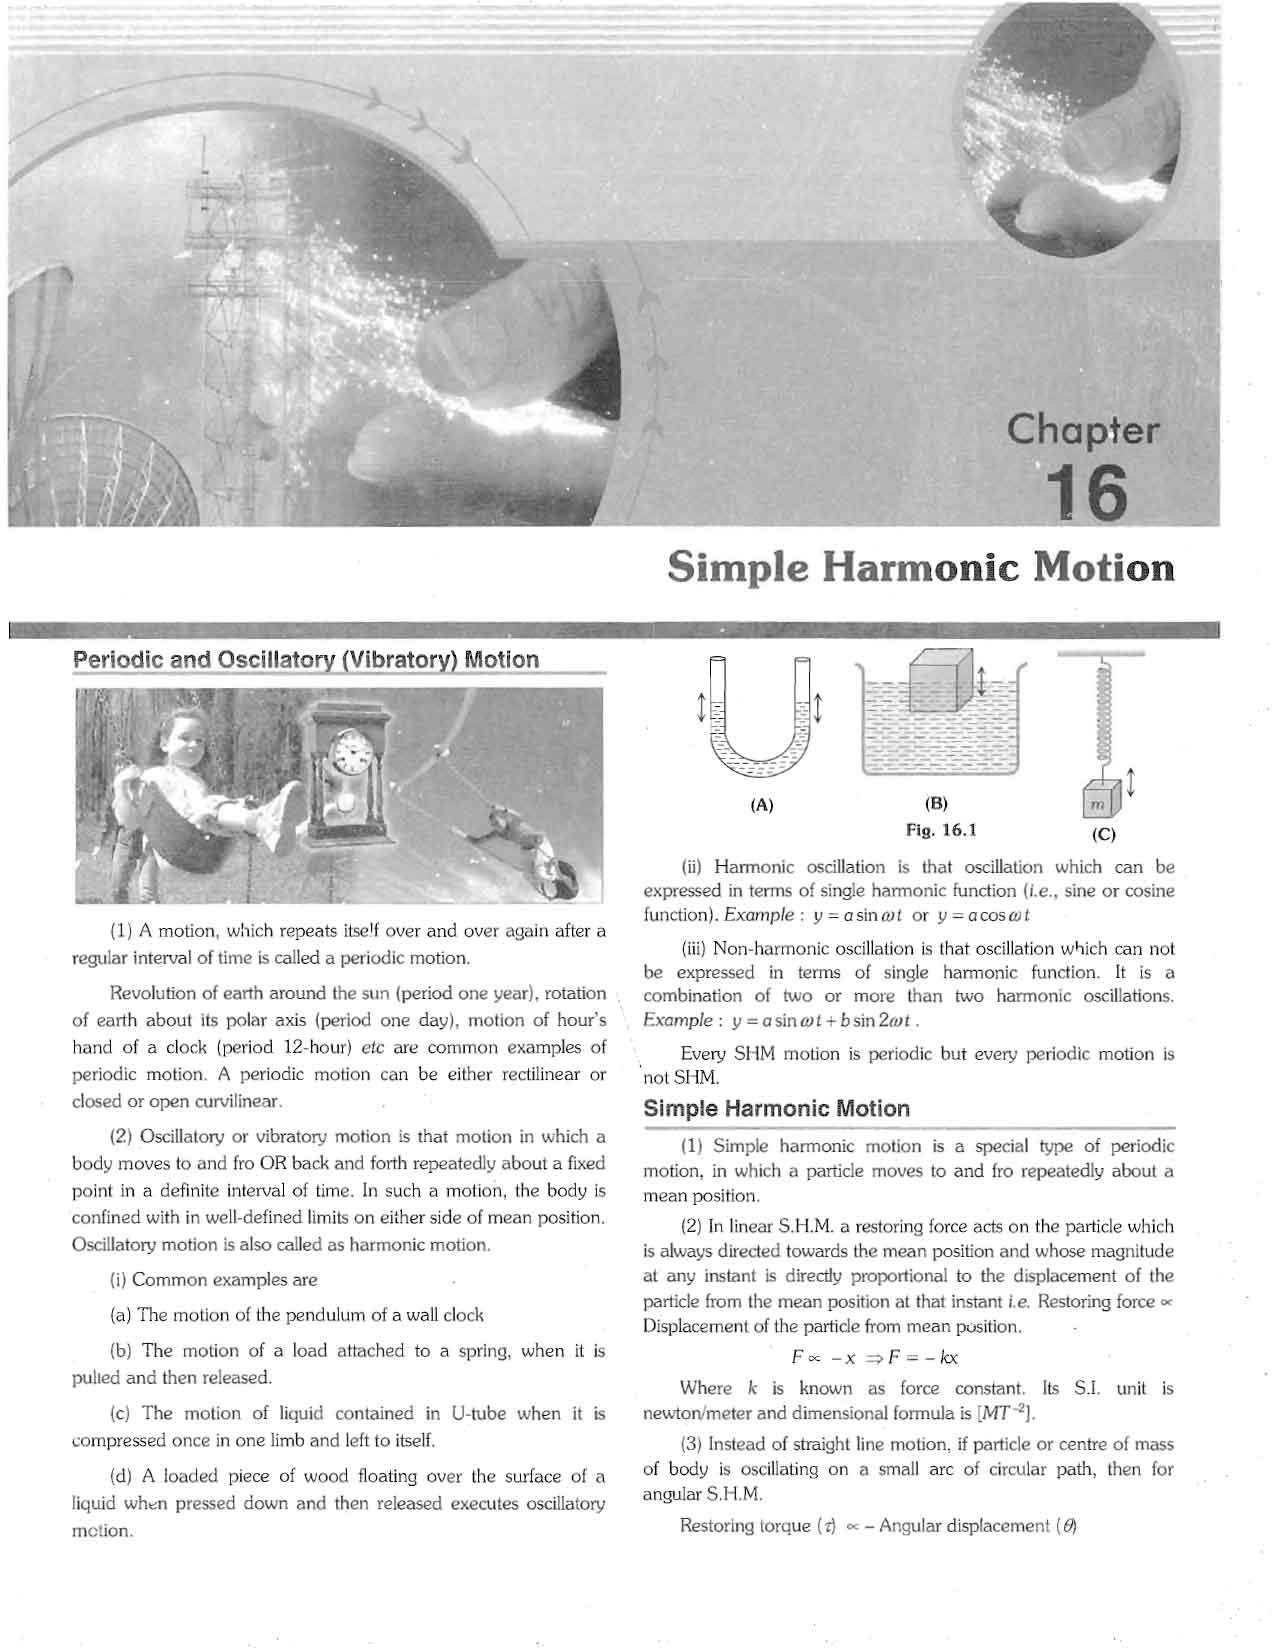 Chapter
16
Simple Harmonic Motion
Periodic and Oscillatory (Vibratory) Motion
(1) A motion, which repeats itself over and over again after a
regular interval of time is called a periodic motion.
Revolution of earth around the sun (period one year), rotation
of earth about its polar axis (period one day), motion of hour's
hand of a clock (period 12-hour) etc are common examples of
periodic motion. A periodic motion can be either rectilinear or
closed or open curvilinear.
(2) Oscillatory or vibratory motion is that motion in which a
body moves to and fro OR back and forth repeatedly about a fixed
point in a definite interval of time. In such a motion, the body is
confined with in well-defined limits on either side of mean position.
Oscillatory motion is also called as harmonic motion.
(i) Common examples are
(a) The motion of the pendulum of a wall clock
(b) The motion of a load attached to a spring, when it is
pulled and then released.
(c) The motion of liquid contained in U-tube when it is
compressed once in one limb and left to itself.
(d) A loaded piece of wood floating over the surface of a
liquid when pressed down and then released executes oscillatory
motion.
m
(A)
(B)
(C)
Fig. 16.1
(ii) Harmonic oscillation is that oscillation which can be
expressed in terms of single harmonic function (i.e., sine or cosine
function). Example : y = a sin ωt or y = a cos ωt
(iii) Non-harmonic oscillation is that oscillation which can not
be expressed in terms of single harmonic function. It is a
combination of two or more than two harmonic oscillations.
Example : y = a sin ωt + b sin 2ωt .
Every SHM motion is periodic but every periodic motion is
not SHM.
Simple Harmonic Motion
(1) Simple harmonic motion is a special type of periodic
motion, in which a particle moves to and fro repeatedly about a
mean position.
(2) In linear S.H.M. a restoring force acts on the particle which
is always directed towards the mean position and whose magnitude
at any instant is directly proportional to the displacement of the
particle from the mean position at that instant i.e. Restoring force ∝
Displacement of the particle from mean position.
F ∝ − x ⇒ F = − kx
Where k is known as force constant. Its S.I. unit is
newton/meter and dimensional formula is [MT⁻²].
(3) Instead of straight line motion, if particle or centre of mass
of body is oscillating on a small arc of circular path, then for
angular S.H.M.
Restoring torque (τ) ∝ − Angular displacement (θ)